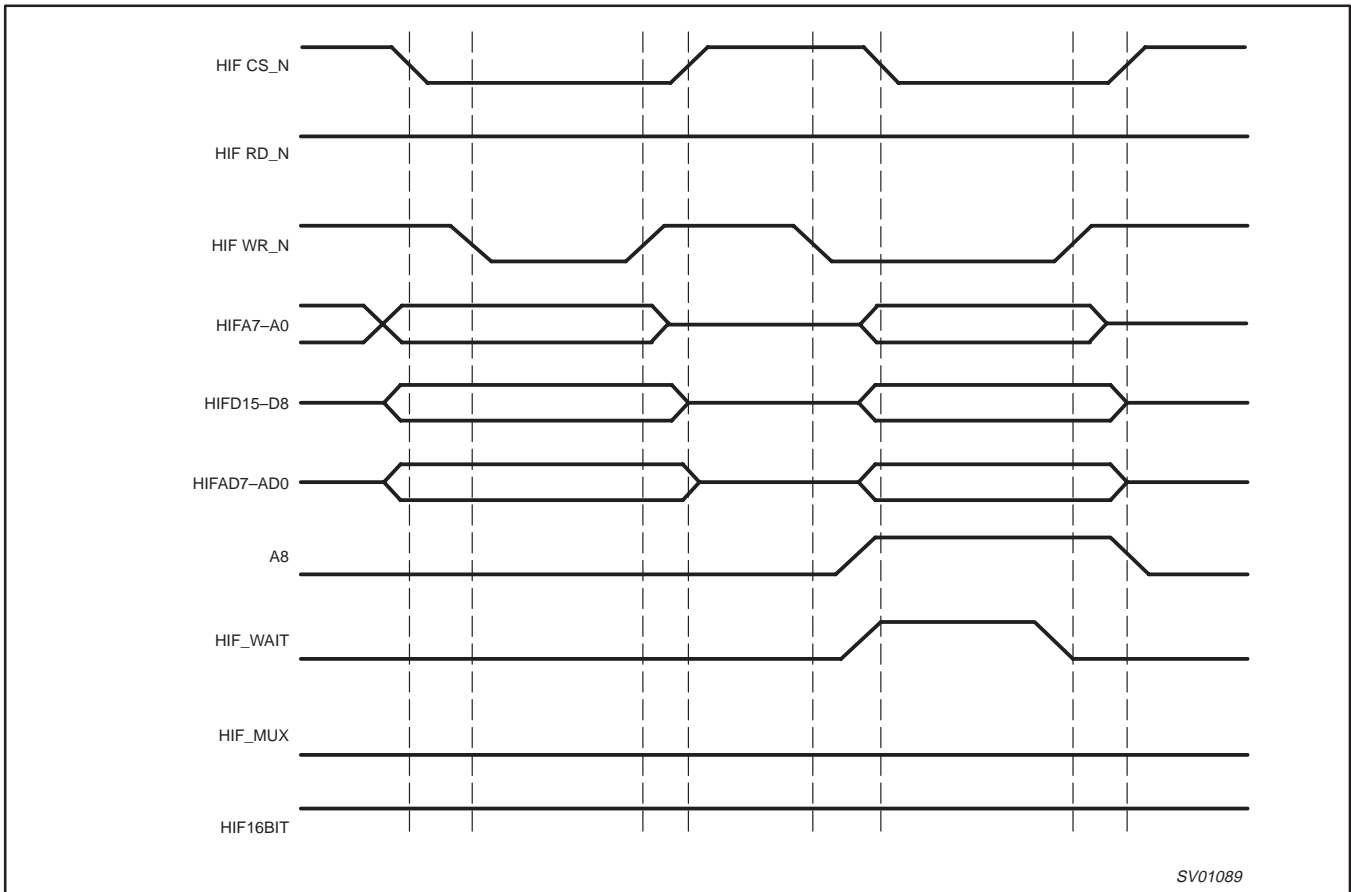 HIF CS_N
HIF RD_N
HIF WR_N
HIFA7–A0
HIFD15–D8
HIFAD7–AD0
A8
HIF_WAIT
HIF_MUX
HIF16BIT
SV01089